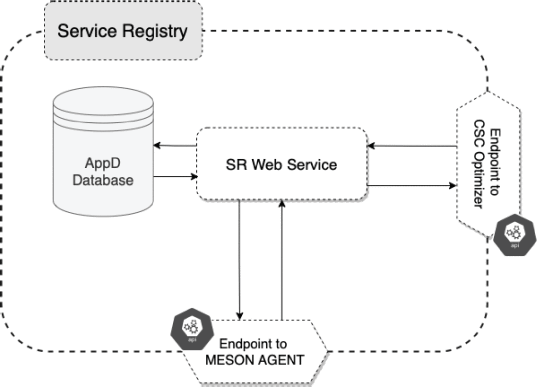 Service Registry
AppD
Database
SR Web Service
Endpoint to
CSC Optimizer
api
api
Endpoint to
MESON AGENT